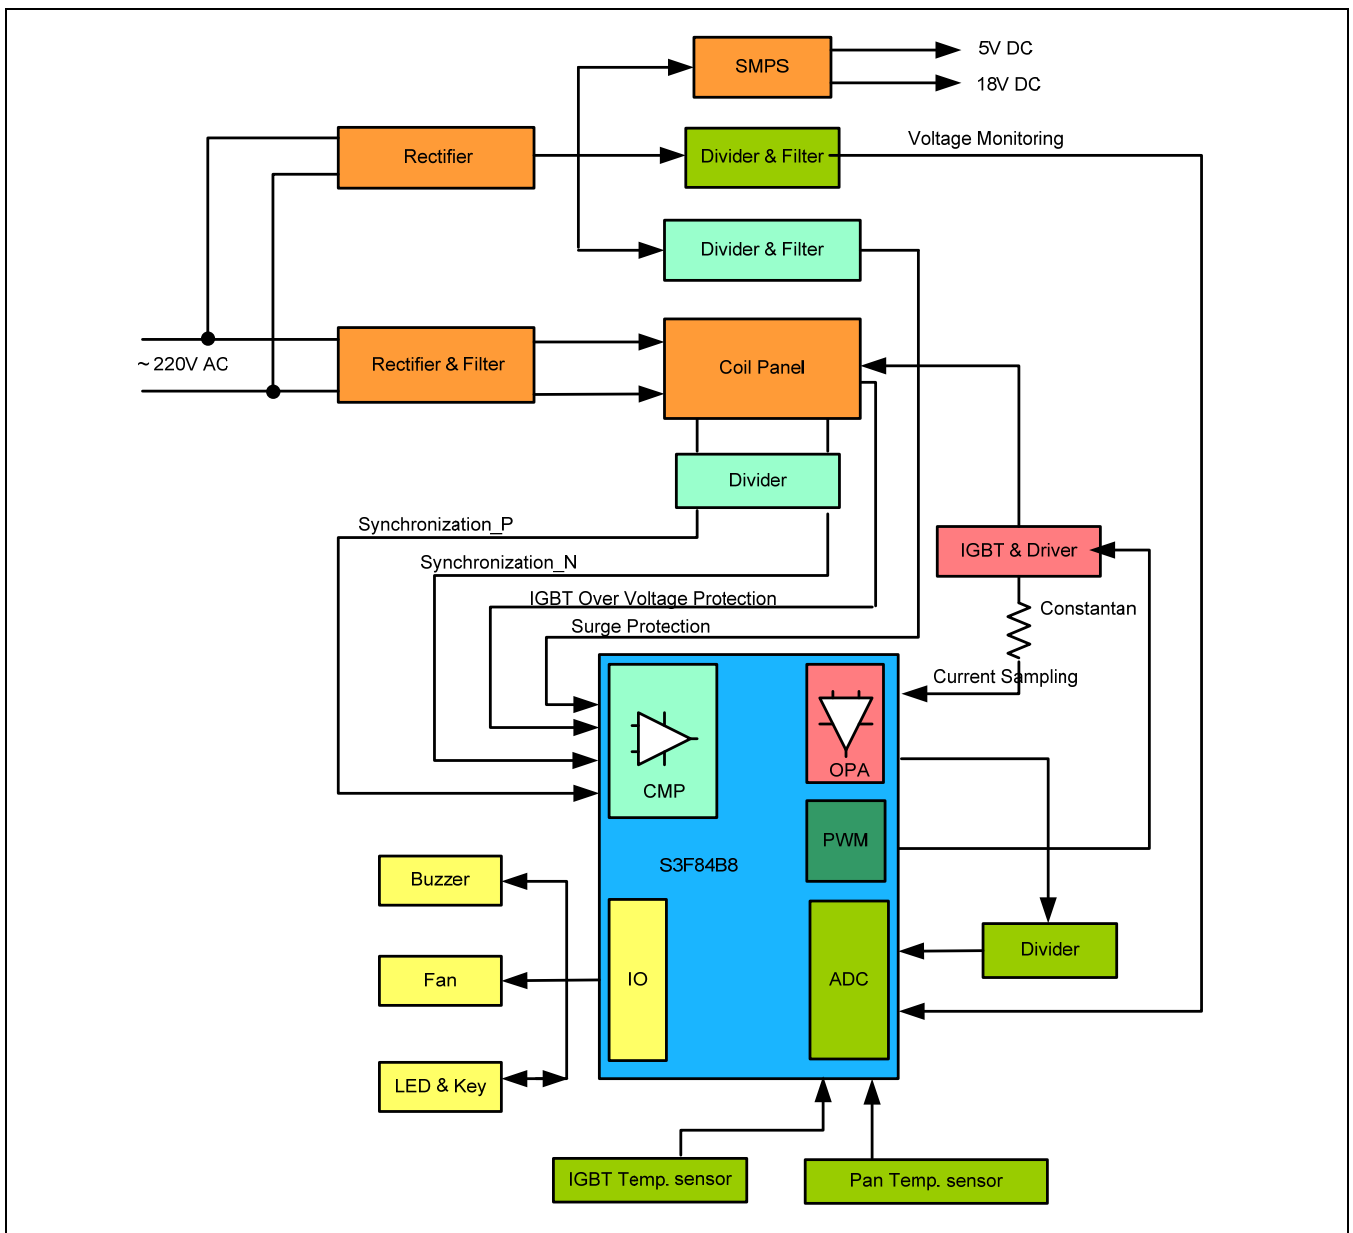 5V DC
SMPS
18V DC
Voltage Monitoring
Rectifier
Divider & Filter
Divider & Filter
~ 220V AC
Rectifier & Filter
Coil Panel
Divider
Synchronization_P
Synchronization_N
IGBT & Driver
IGBT Over Voltage Protection
Constantan
Surge Protection
Current Sampling
OPA
CMP
PWM
S3F84B8
Buzzer
Divider
Fan
IO
ADC
LED & Key
IGBT Temp. sensor
Pan Temp. sensor